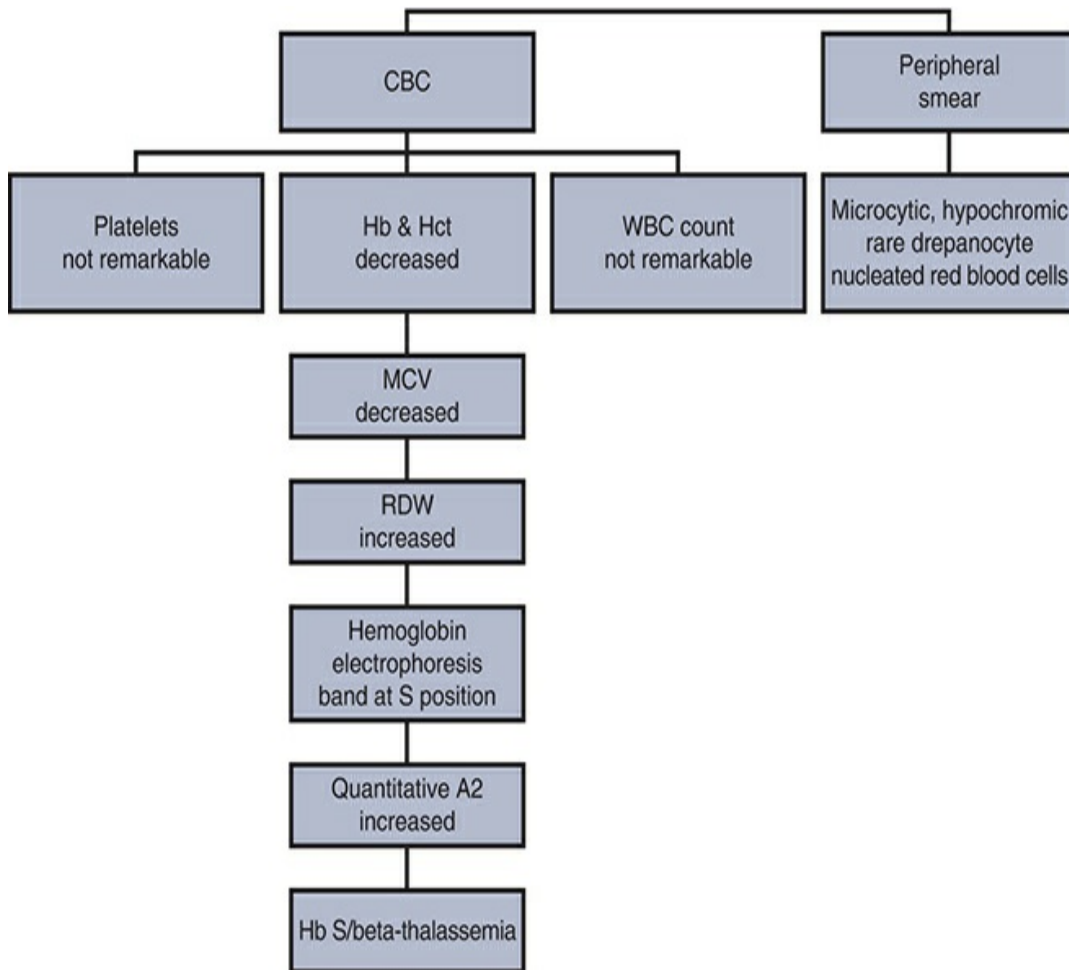 CBC
Peripheral
smear
Platelets
not remarkable
Hb & Hct
decreased
WBC count
not remarkable
Microcytic, hypochromic
rare drepanocyte
nucleated red blood cells
MCV
decreased
RDW
increased
Hemoglobin
electrophoresis
band at S position
Quantitative A2
increased
Hb S/beta-thalassemia